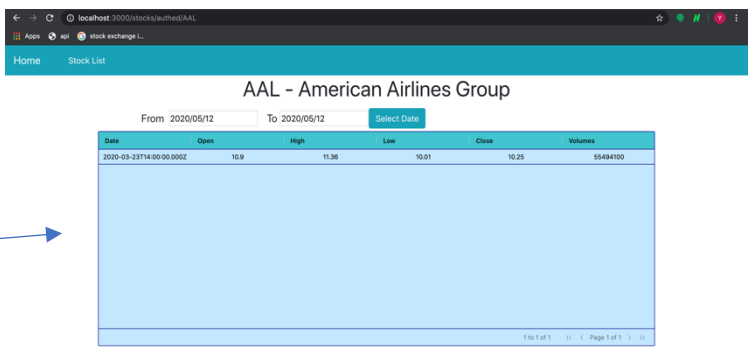 localhost:3000/stocks/authed/AAL
Apps api stock exchange i...
Home Stock List
AAL - American Airlines Group
From 2020/05/12 To 2020/05/12 Select Date
Date Open High Low Close Volumes
2020-03-23T14:00:00.000Z 10.9 11.36 10.01 10.25 55494100
1 to 1 of 1 Page 1 of 1